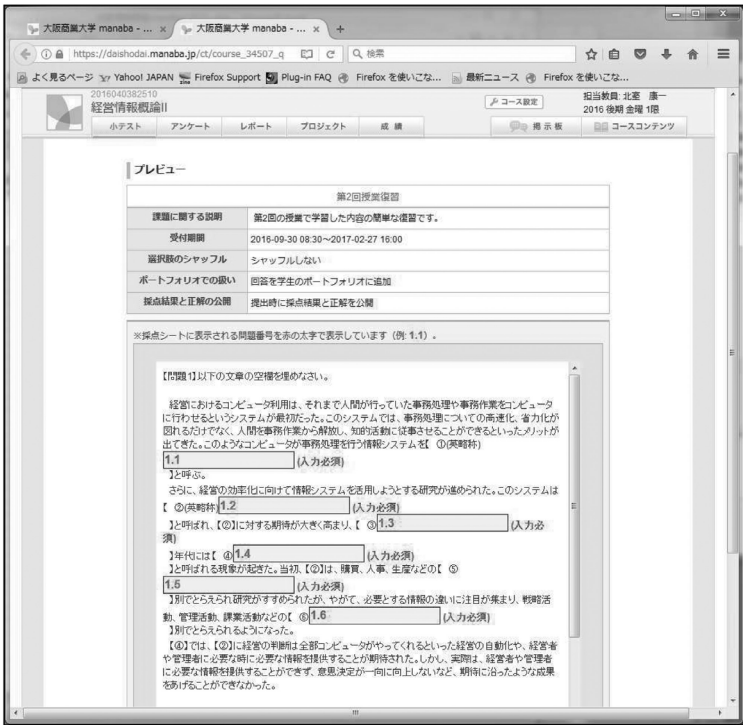 大阪商業大学 manaba - ... × 大阪商業大学 manaba - ... × +
https://daishodai.manaba.jp/ct/course_34507_q 検索
よく見るページ Yahoo! JAPAN Firefox Support Plug-in FAQ Firefox を使いこな... 最新ニュース Firefox を使いこな...
2016040382510
経営情報概論II
コース設定
担当教員: 北室 康一
2016 後期 金曜 1限
小テスト アンケート レポート プロジェクト 成績 掲示板 コースコンテンツ
プレビュー
第2回授業復習
課題に関する説明 第2回の授業で学習した内容の簡単な復習です。
受付期間 2016-09-30 08:30～2017-02-27 16:00
選択肢のシャッフル シャッフルしない
ポートフォリオでの扱い 回答を学生のポートフォリオに追加
採点結果と正解の公開 提出時に採点結果と正解を公開
※採点シートに表示される問題番号を赤の太字で表示しています（例: 1.1）.
【問題1】以下の文章の空欄を埋めなさい。
経営におけるコンピュータ利用は、それまで人間が行っていた事務処理や事務作業をコンピュータ
に行わせるというシステムが最初だった。このシステムでは、事務処理についての高速化、省力化が
図れるだけでなく、人間を事務作業から解放し、知的活動に従事させることができるといったメリットが
出てきた。このようなコンピュータが事務処理を行う情報システムを【 ①(英略称)
1.1 (入力必須)
】と呼ぶ。
さらに、経営の効率化に向けて情報システムを活用しようとする研究が進められた。このシステムは
【 ②(英略称) 1.2 (入力必須)
】と呼ばれ、【②】に対する期待が大きく高まり、【 ③ 1.3 (入力必
須)
】年代には【 ④ 1.4 (入力必須)
】と呼ばれる現象が起きた。当初、【②】は、購買、人事、生産などの【 ⑤
1.5 (入力必須)
】別でとらえられ研究がすすめられたが、やがて、必要とする情報の違いに注目が集まり、戦略活
動、管理活動、課業活動などの【 ⑥ 1.6 (入力必須)
】別でとらえられるようになった。
【④】では、【②】に経営の判断は全部コンピュータがやってくれるといった経営の自動化や、経営者
や管理者に必要な時に必要な情報を提供することが期待された。しかし、実際は、経営者や管理者
に必要な情報を提供することができず、意思決定が一向に向上しないなど、期待に沿ったような成果
をあげることができなかった。